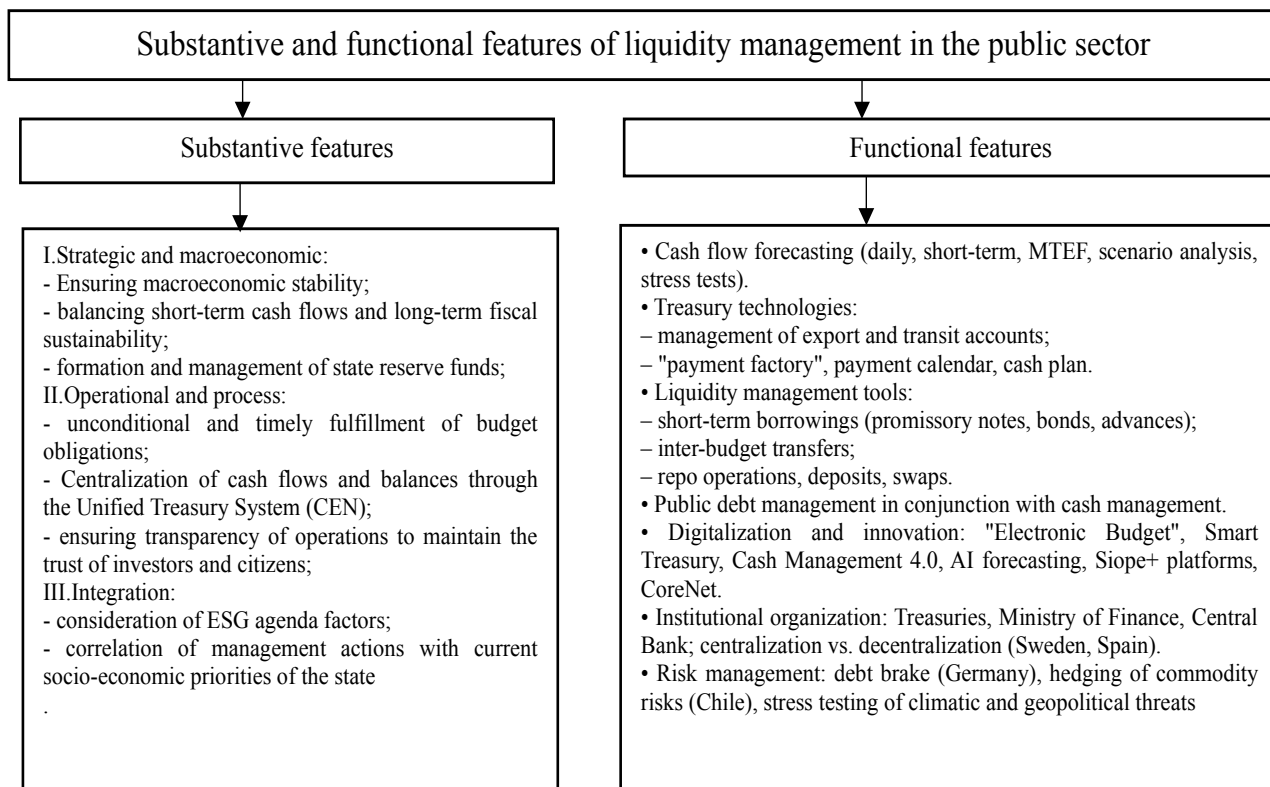 Substantive and functional features of liquidity management in the public sector
Substantive features
I.Strategic and macroeconomic:
- Ensuring macroeconomic stability;
- balancing short-term cash flows and long-term fiscal
sustainability;
- formation and management of state reserve funds;
II.Operational and process:
- unconditional and timely fulfillment of budget
obligations;
- Centralization of cash flows and balances through
the Unified Treasury System (CEN);
- ensuring transparency of operations to maintain the
trust of investors and citizens;
III.Integration:
- consideration of ESG agenda factors;
- correlation of management actions with current
socio-economic priorities of the state
.
Functional features
• Cash flow forecasting (daily, short-term, MTEF, scenario analysis,
stress tests).
• Treasury technologies:
– management of export and transit accounts;
– "payment factory", payment calendar, cash plan.
• Liquidity management tools:
– short-term borrowings (promissory notes, bonds, advances);
– inter-budget transfers;
– repo operations, deposits, swaps.
• Public debt management in conjunction with cash management.
• Digitalization and innovation: "Electronic Budget", Smart
Treasury, Cash Management 4.0, AI forecasting, Siope+ platforms,
CoreNet.
• Institutional organization: Treasuries, Ministry of Finance, Central
Bank; centralization vs. decentralization (Sweden, Spain).
• Risk management: debt brake (Germany), hedging of commodity
risks (Chile), stress testing of climatic and geopolitical threats